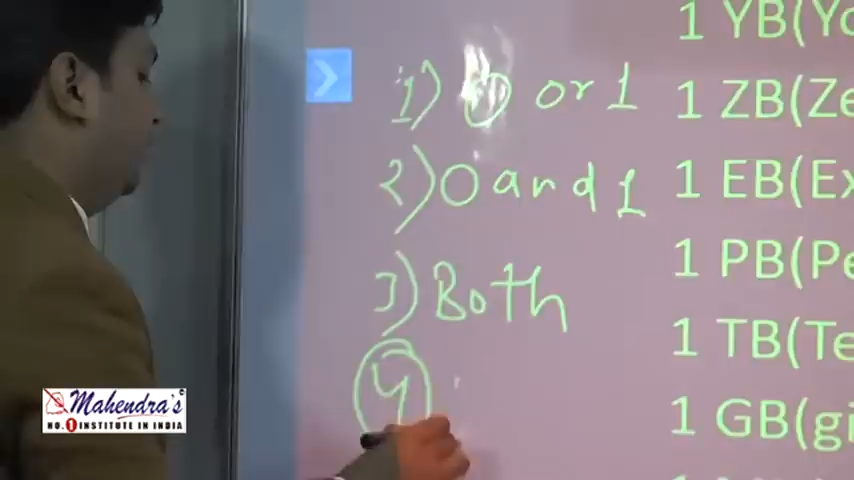 1) 0 or 1
2) 0 and 1
3) Both
4
1 YB(Yo
1 ZB(Ze
1 EB(Ex
1 PB(Pe
1 TB(Te
1 GB(gi
Mahendra's
NO. 1 INSTITUTE IN INDIA